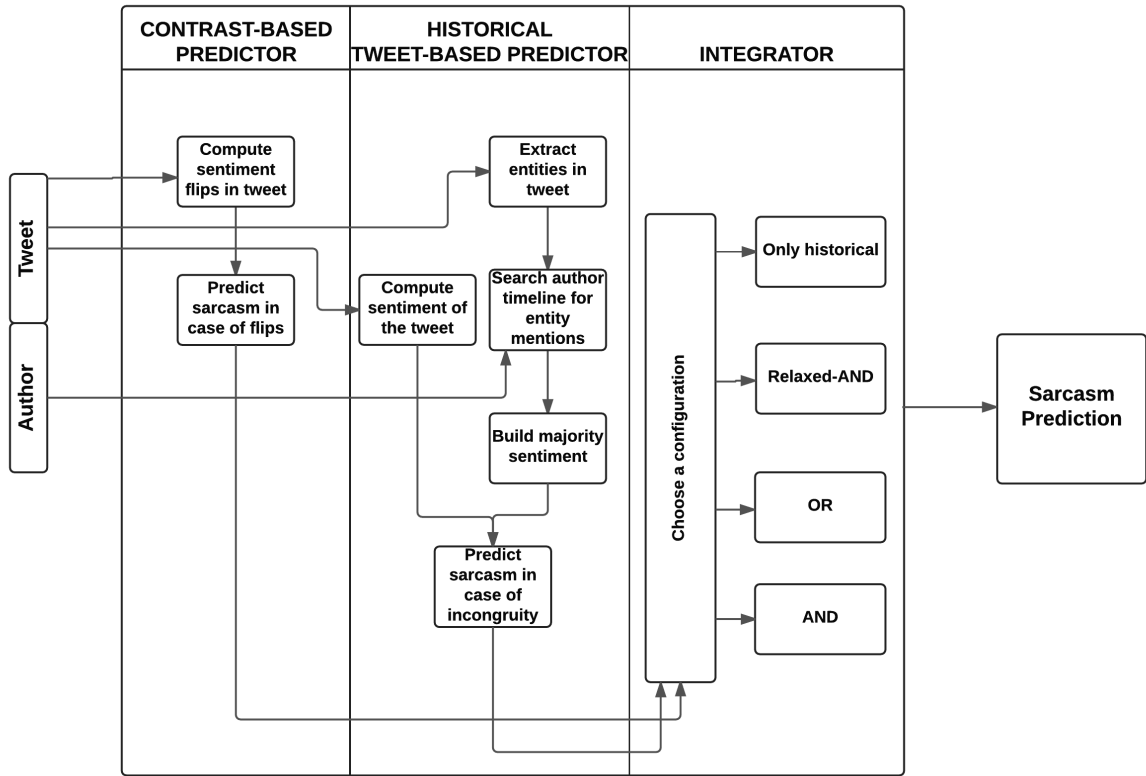 CONTRAST-BASED
PREDICTOR
HISTORICAL
TWEET-BASED PREDICTOR
INTEGRATOR
Tweet
Author
Compute
sentiment
flips in tweet
Predict
sarcasm in
case of flips
Extract
entities in
tweet
Compute
sentiment of
the tweet
Search author
timeline for
entity
mentions
Build majority
sentiment
Predict
sarcasm in
case of
incongruity
Choose a configuration
Only historical
Relaxed-AND
OR
AND
Sarcasm
Prediction